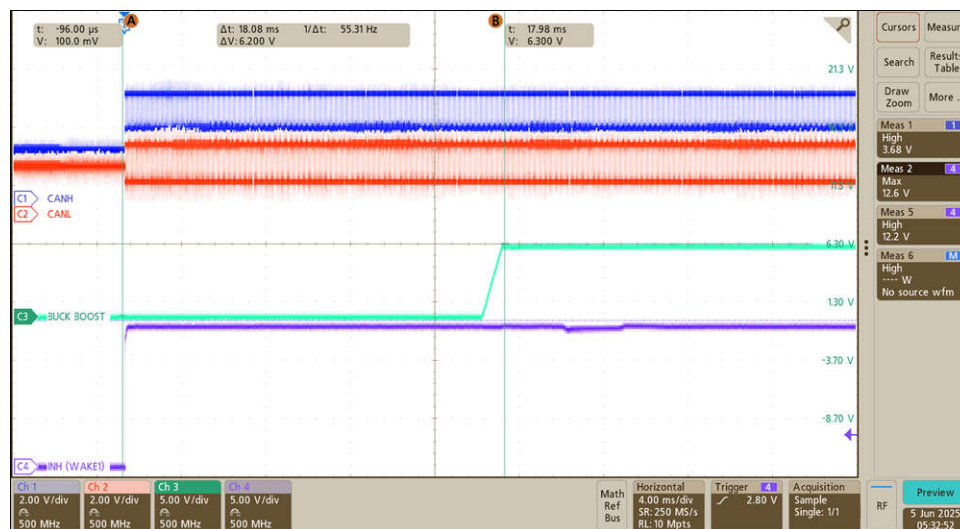 A
B
t: -96.00 µs
V: 100.0 mV
Δt: 18.08 ms 1/Δt: 55.31 Hz
ΔV: 6.200 V
t: 17.98 ms
V: 6.300 V
21.3 V
6.30 V
1.30 V
-3.70 V
-8.70 V
C1 CANH
C2 CANL
C3 BUCK BOOST
C4 INH (WAKE1)
Cursors
Measur
Search
Results
Table
Draw
Zoom
More ..
Meas 1 1
High
3.68 V
Meas 2 4
Max
12.6 V
Meas 5 4
High
12.2 V
Meas 6 M
High
---- W
No source wfm
Ch 1
2.00 V/div
500 MHz
Ch 2
2.00 V/div
500 MHz
Ch 3
5.00 V/div
500 MHz
Ch 4
5.00 V/div
500 MHz
Math
Ref
Bus
Horizontal
4.00 ms/div
SR: 250 MS/s
RL: 10 Mpts
Trigger 4
2.80 V
Acquisition
Sample
Single: 1/1
RF
Preview
5 Jun 2025
05:32:52